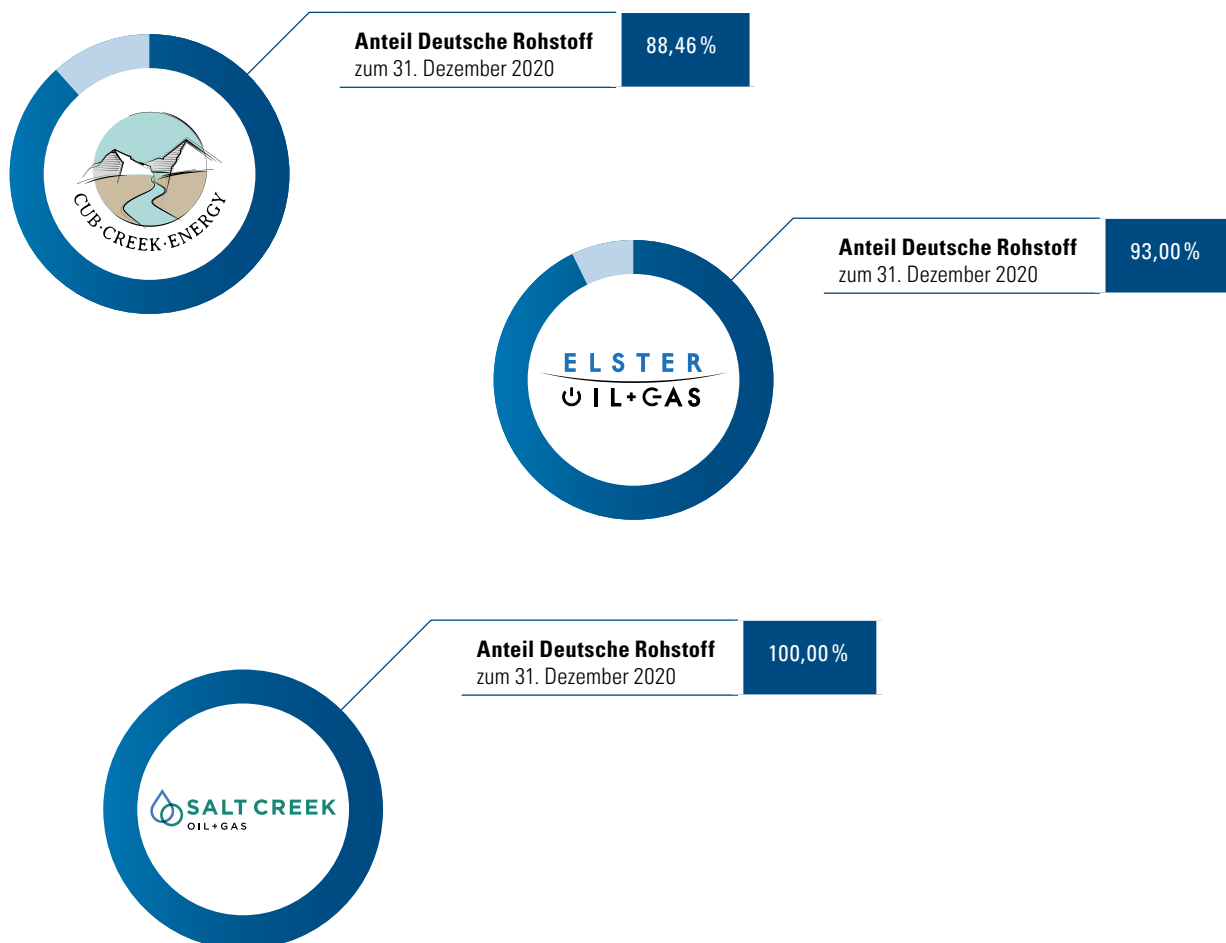 Anteil Deutsche Rohstoff
zum 31. Dezember 2020
88,46 %
CUB·CREEK·ENERGY
Anteil Deutsche Rohstoff
zum 31. Dezember 2020
93,00 %
ELSTER
OIL+GAS
Anteil Deutsche Rohstoff
zum 31. Dezember 2020
100,00 %
SALT CREEK
OIL+GAS